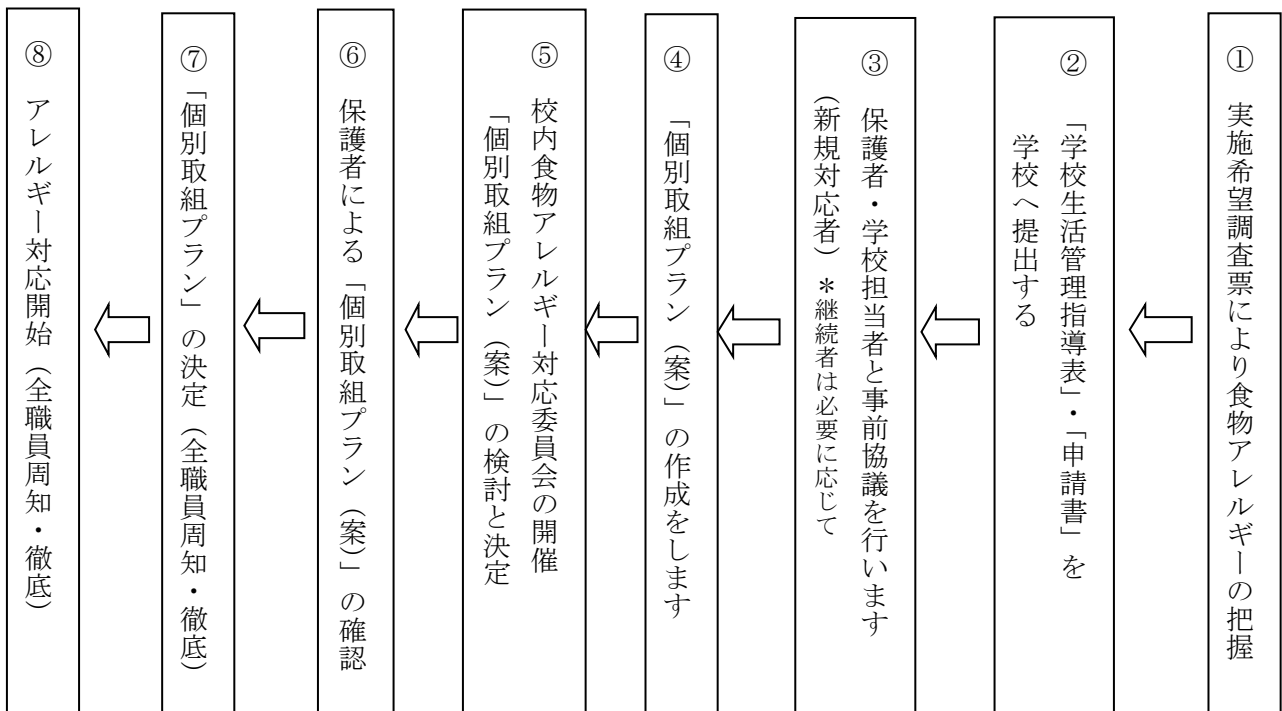 ① 実施希望調査票により食物アレルギーの把握
② 「学校生活管理指導表」・「申請書」を
学校へ提出する
③ 保護者・学校担当者と事前協議を行います
(新規対応者) *継続者は必要に応じて
④ 「個別取組プラン(案)」の作成をします
⑤ 校内食物アレルギー対応委員会の開催
「個別取組プラン(案)」の検討と決定
⑥ 保護者による「個別取組プラン(案)」の確認
⑦ 「個別取組プラン」の決定(全職員周知・徹底)
⑧ アレルギー対応開始(全職員周知・徹底)